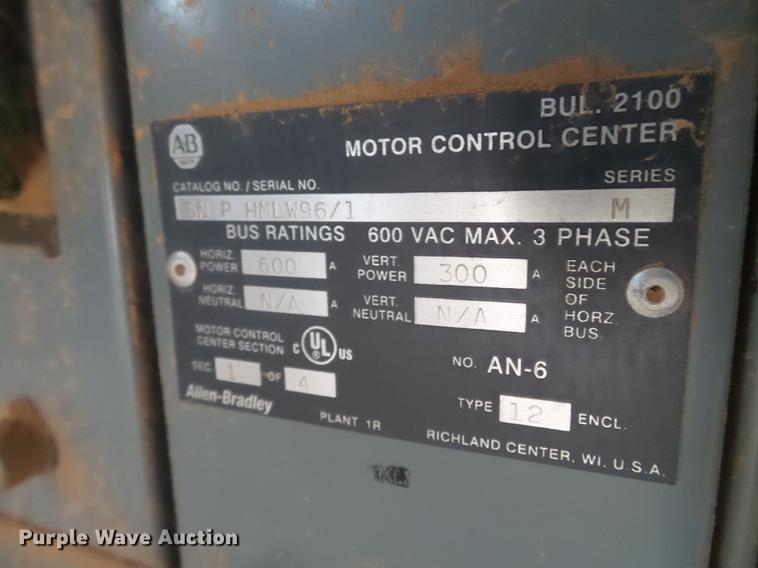 BUL. 2100
A-B
MOTOR CONTROL CENTER
CATALOG NO. / SERIAL NO. SERIES
SN P HMLW96/1 M
BUS RATINGS 600 VAC MAX. 3 PHASE
HORIZ. POWER 600 A VERT. POWER 300 A EACH SIDE OF HORZ. BUS.
HORIZ. NEUTRAL N/A A VERT. NEUTRAL N/A A
MOTOR CONTROL CENTER SECTION C UL US
SEC. 1 OF 4
NO. AN-6
Allen-Bradley
TYPE 12 ENCL.
PLANT 1R
RICHLAND CENTER, WI. U.S.A.
Purple Wave Auction